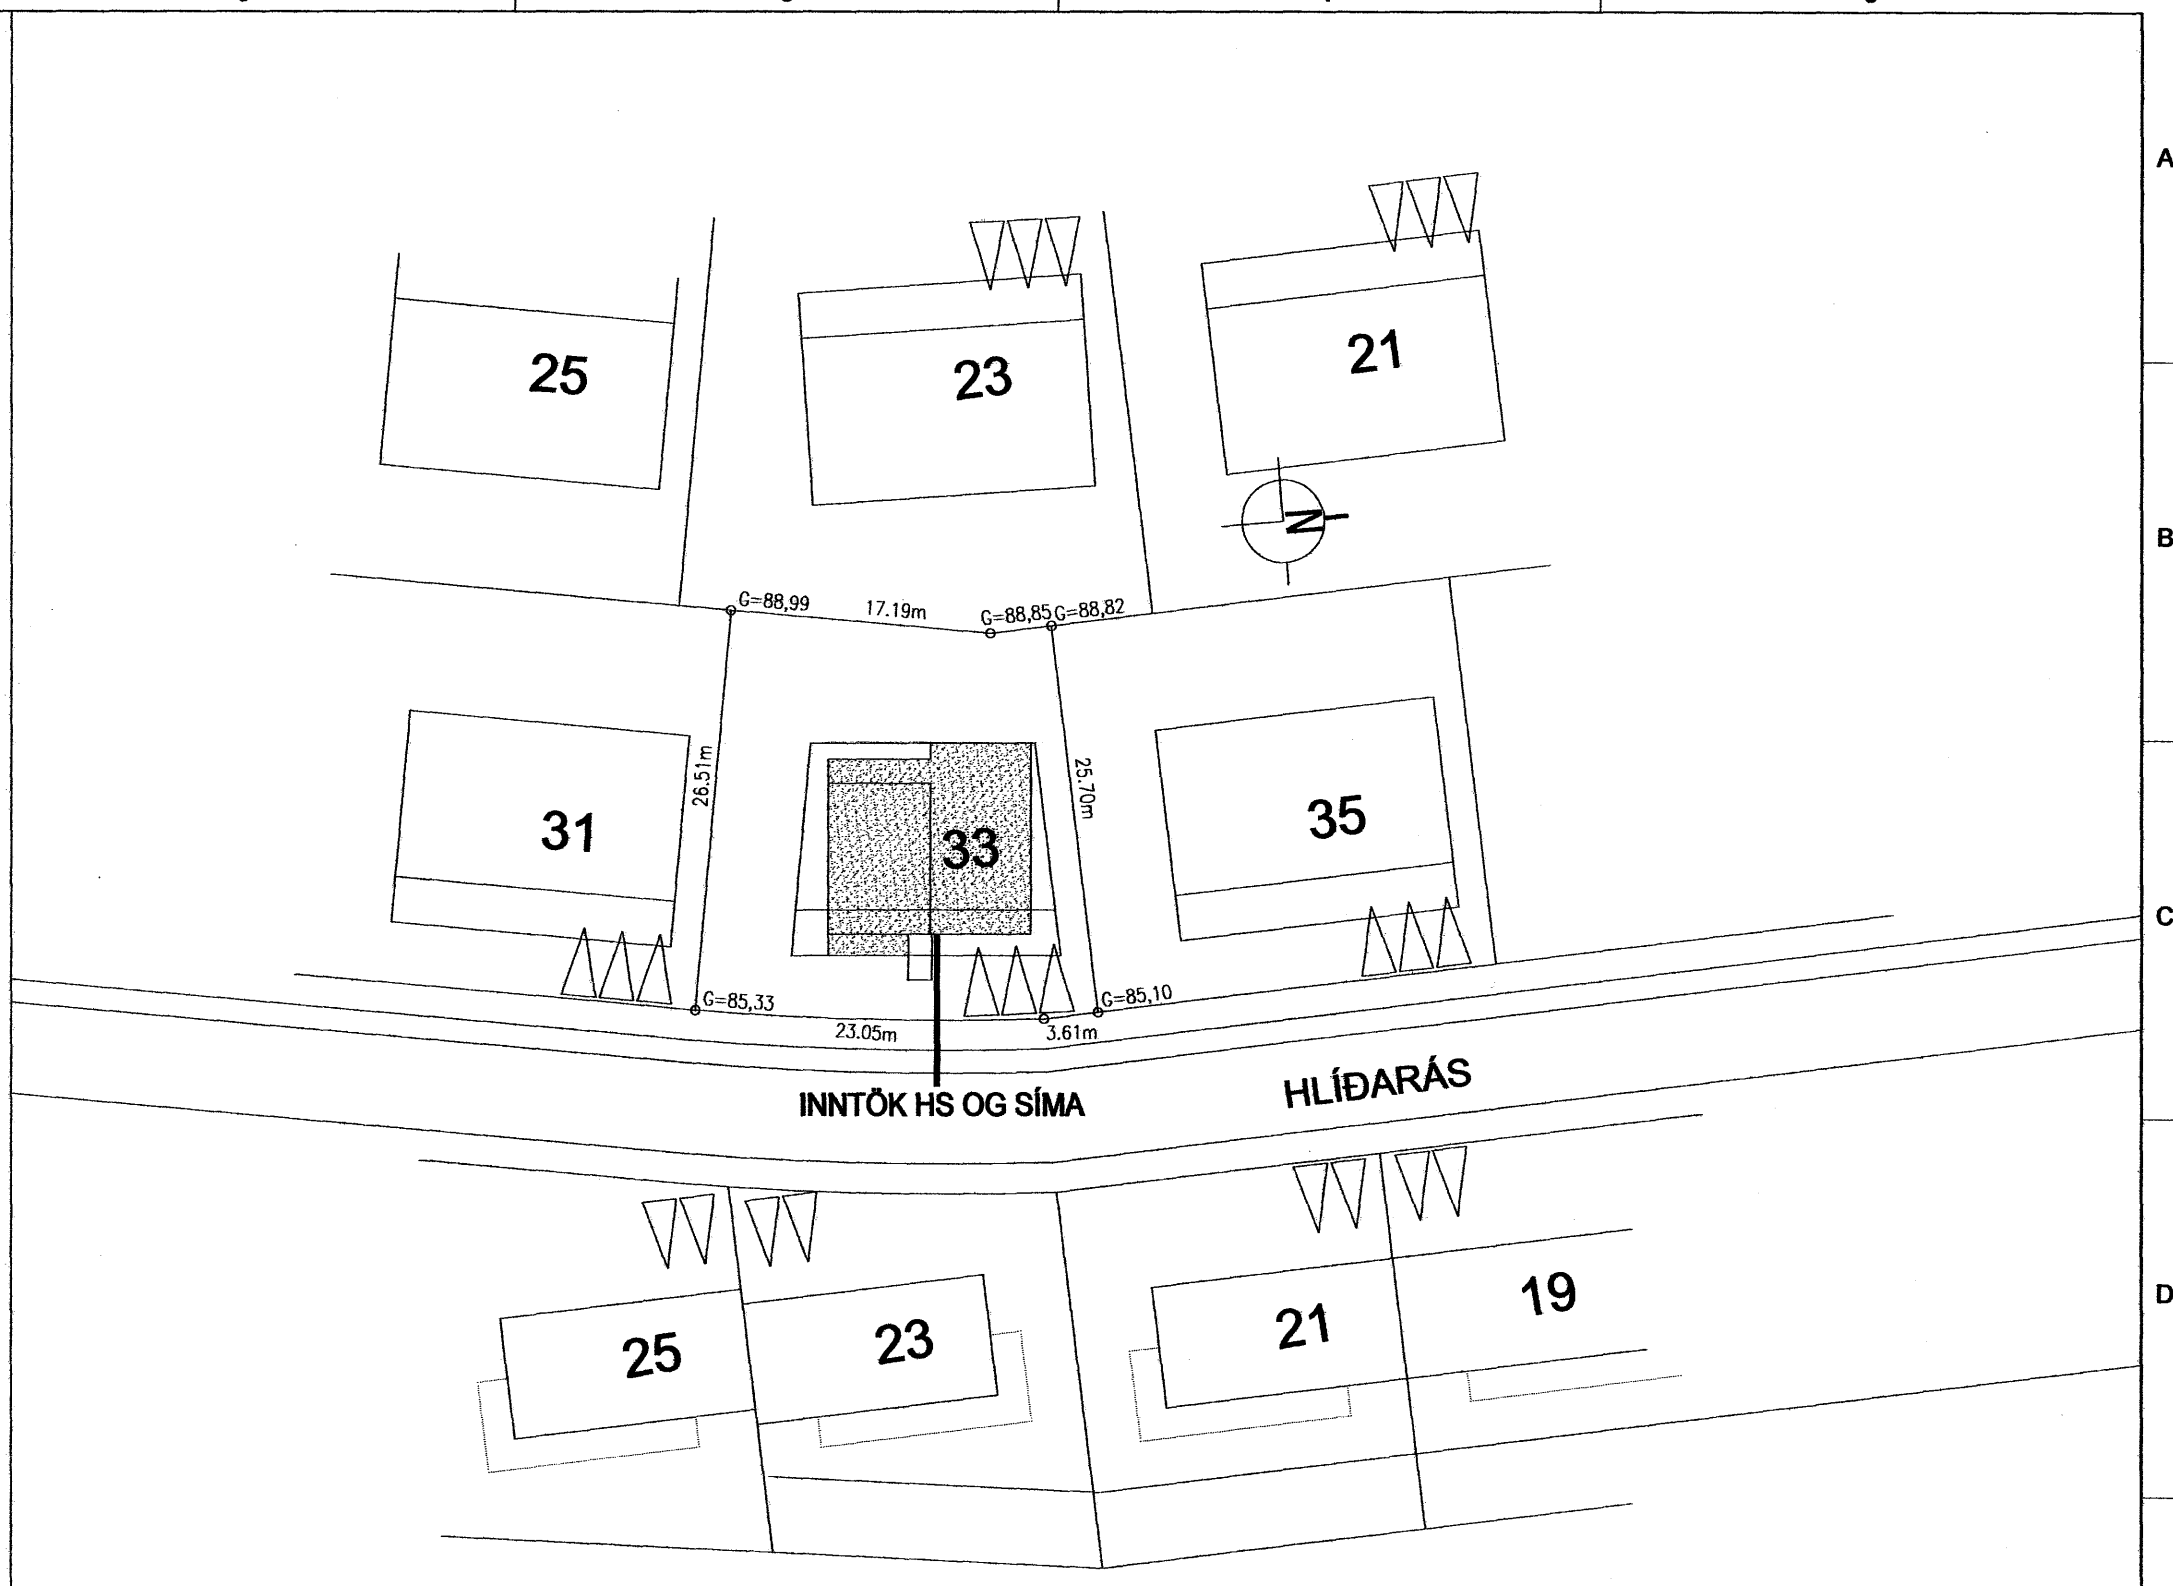 A
25
23
21
B
N
G=88,99
17.19m
G=88,85
G=88,82
26.51m
25.70m
31
33
35
C
G=85,33
23.05m
3.61m
G=85,10
INNTÖK HS OG SÍMA
HLÍÐARÁS
25
23
21
19
D